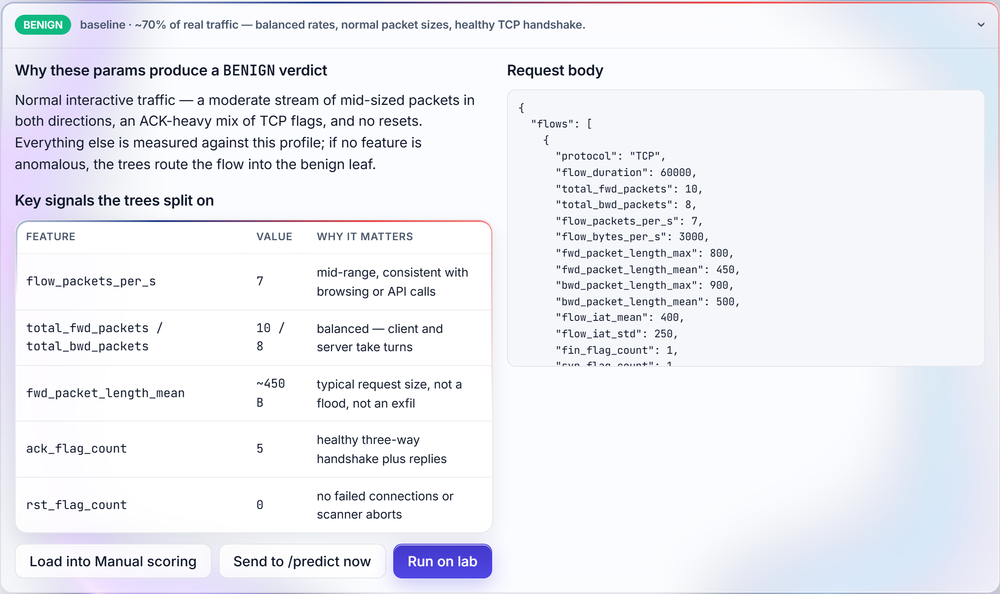 BENIGN baseline · ~70% of real traffic — balanced rates, normal packet sizes, healthy TCP handshake.
Why these params produce a BENIGN verdict
Normal interactive traffic — a moderate stream of mid-sized packets in
both directions, an ACK-heavy mix of TCP flags, and no resets.
Everything else is measured against this profile; if no feature is
anomalous, the trees route the flow into the benign leaf.
Key signals the trees split on
FEATURE VALUE WHY IT MATTERS
flow_packets_per_s 7 mid-range, consistent with
browsing or API calls
total_fwd_packets / 10 / balanced — client and
total_bwd_packets 8 server take turns
fwd_packet_length_mean ~450 typical request size, not a
B flood, not an exfil
ack_flag_count 5 healthy three-way
handshake plus replies
rst_flag_count 0 no failed connections or
scanner aborts
Load into Manual scoring Send to /predict now Run on lab
Request body
{
"flows": [
{
"protocol": "TCP",
"flow_duration": 60000,
"total_fwd_packets": 10,
"total_bwd_packets": 8,
"flow_packets_per_s": 7,
"flow_bytes_per_s": 3000,
"fwd_packet_length_max": 800,
"fwd_packet_length_mean": 450,
"bwd_packet_length_max": 900,
"bwd_packet_length_mean": 500,
"flow_iat_mean": 400,
"flow_iat_std": 250,
"fin_flag_count": 1,
"syn_flag_count": 1